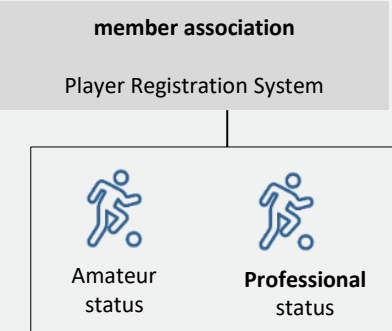 member association
Player Registration System
Amateur
status
Professional
status